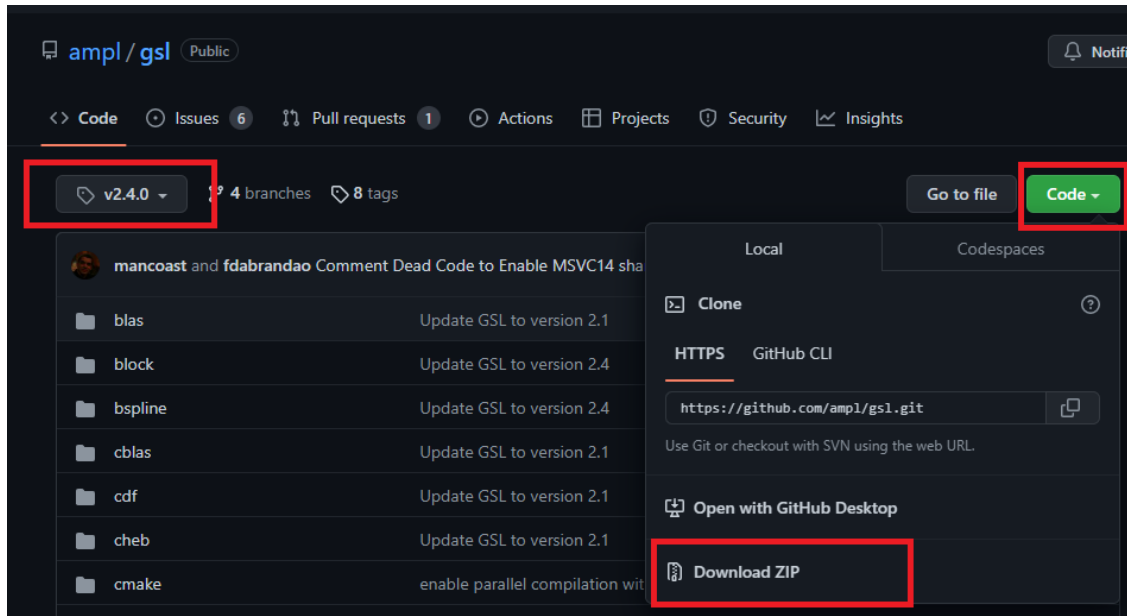 ampl / gsl Public
Notifi
Code Issues 6 Pull requests 1 Actions Projects Security Insights
v2.4.0 4 branches 8 tags Go to file Code
Local Codespaces
mancoast and fdabrandao Comment Dead Code to Enable MSVC14 sha
Clone
blas Update GSL to version 2.1
HTTPS GitHub CLI
block Update GSL to version 2.4
bspline Update GSL to version 2.4
https://github.com/ampl/gsl.git
cblas Update GSL to version 2.1
Use Git or checkout with SVN using the web URL.
cdf Update GSL to version 2.1
Open with GitHub Desktop
cheb Update GSL to version 2.1
Download ZIP
cmake enable parallel compilation wit